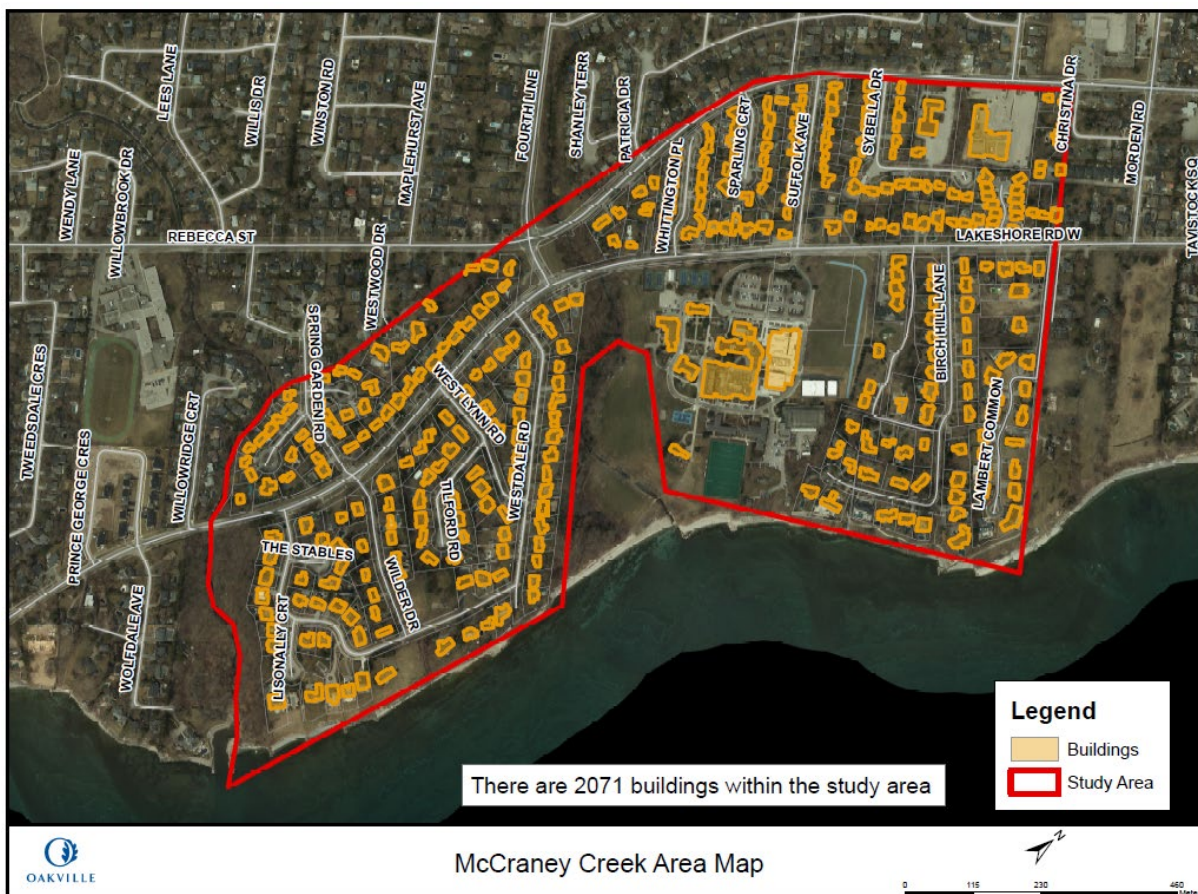 LEES LANE
WILLIS DR
WINSTON RD
MAPLEHURST AVE
FOURTH LINE
SHANLEY TERR
PATRICIA DR
WHITTINGTON PL
SPARLING CRT
SUFFOLK AVE
SYBELLA DR
CHRISTINA DR
MORDEN RD
TAVISTOCK SQ
WENDY LANE
WILLOWBROOK DR
REBECCA ST
LAKESHORE RD W
WESTWOOD DR
SPRING GARDEN RD
TWEEDSDALE CRES
PRINCE GEORGE CRES
WILLOWRIDGE CRT
WEST LYNN RD
WESTDALE RD
TILFORD RD
BIRCH HILL LANE
LAMBERT COMMON
THE STABLES
WILDER DR
LISONALLY CRT
WOLFDALE AVE
Legend
Buildings
Study Area
There are 2071 buildings within the study area
OAKVILLE
McCraney Creek Area Map
Z
0 115 230 460